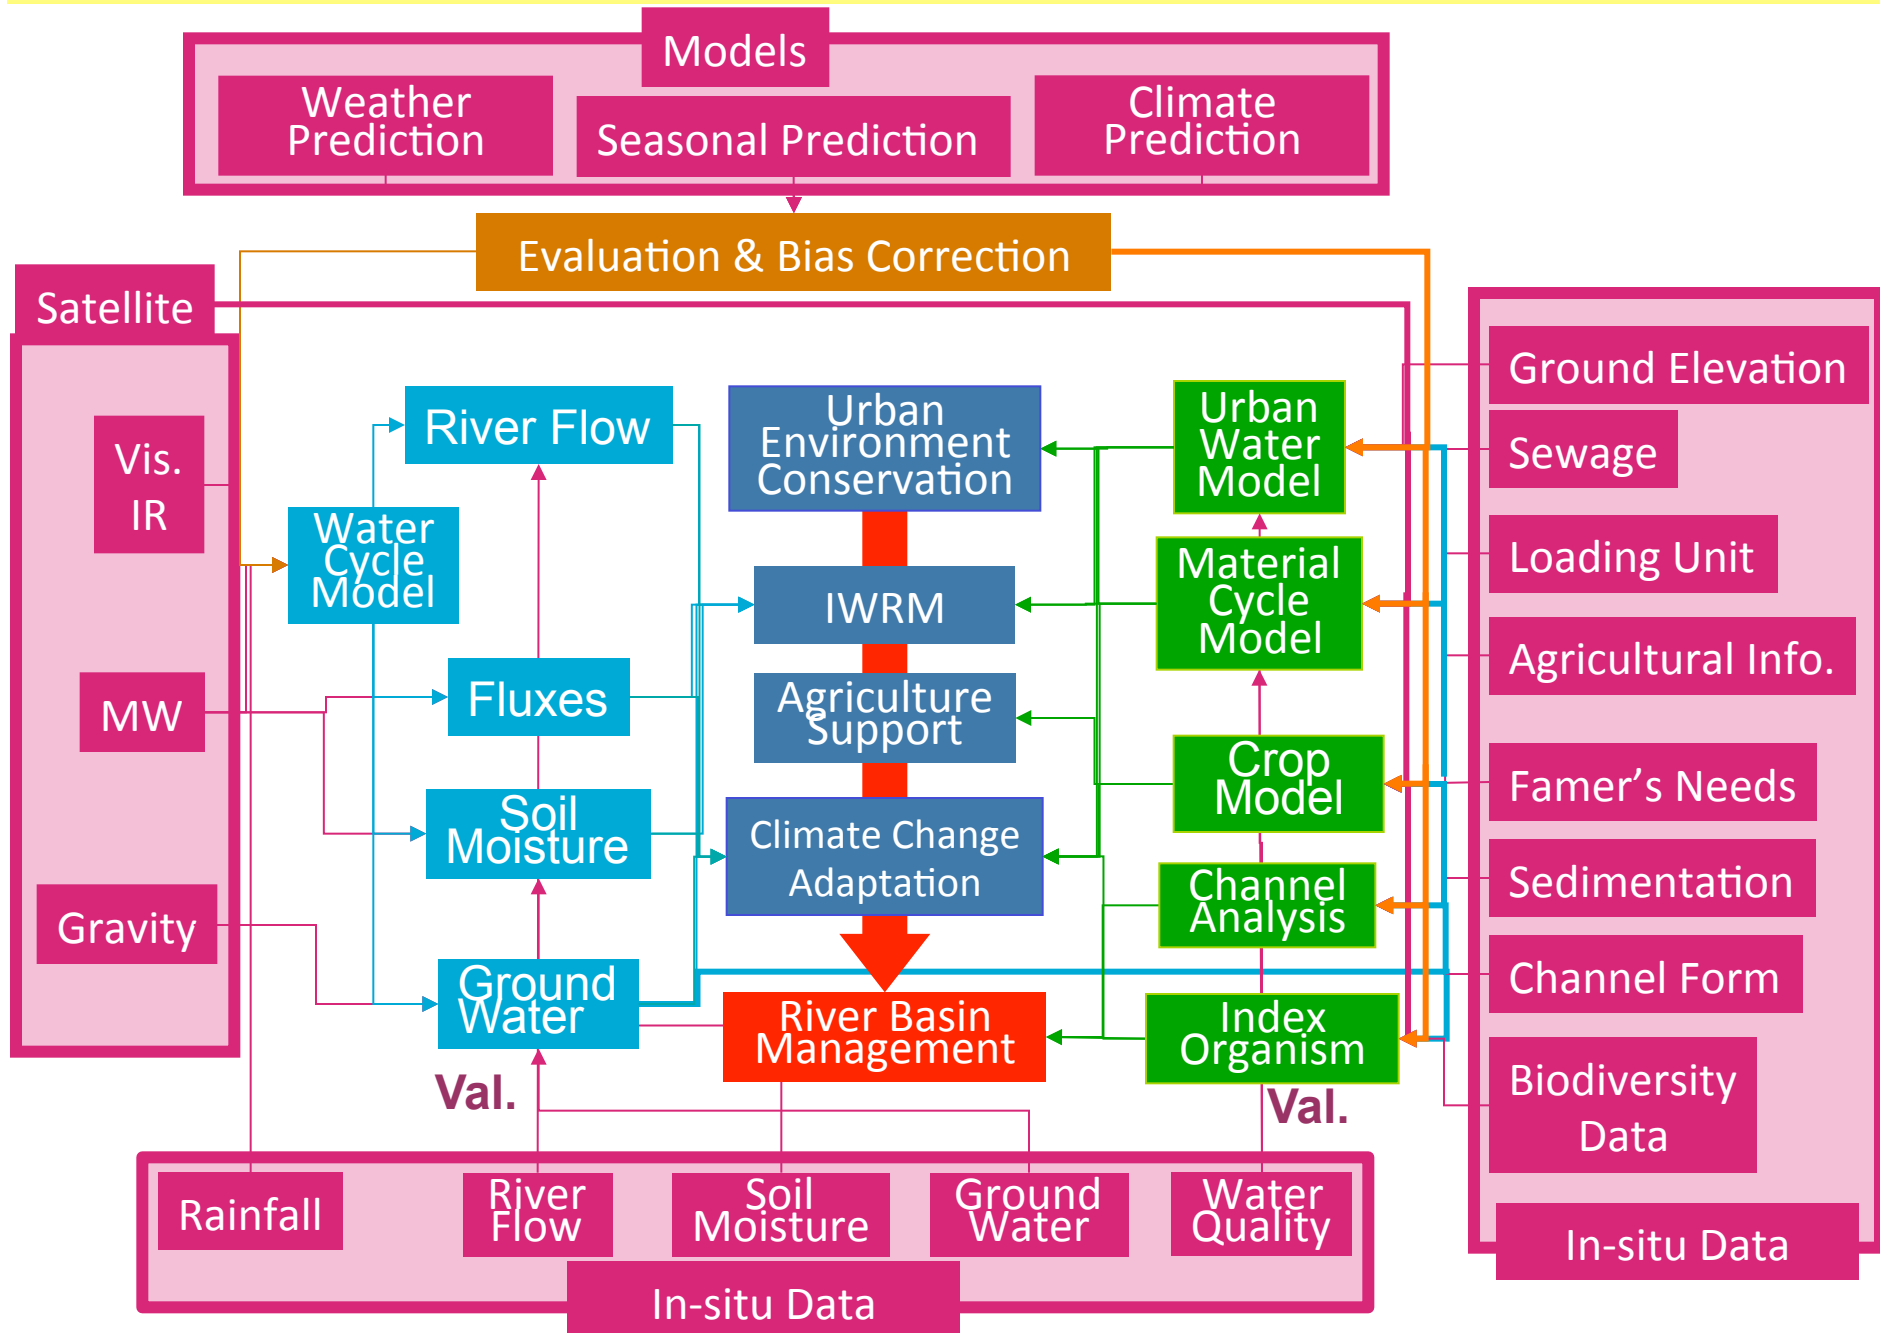 Models
Weather
Prediction
Seasonal Prediction
Climate
Prediction
Evaluation & Bias Correction
Satellite
Vis.
IR
MW
Gravity
River Flow
Water
Cycle
Model
Fluxes
Soil
Moisture
Ground
Water
Val.
Urban
Environment
Conservation
IWRM
Agriculture
Support
Climate Change
Adaptation
River Basin
Management
Urban
Water
Model
Material
Cycle
Model
Crop
Model
Channel
Analysis
Index
Organism
Val.
Ground Elevation
Sewage
Loading Unit
Agricultural Info.
Famer’s Needs
Sedimentation
Channel Form
Biodiversity
Data
In-situ Data
Rainfall
River
Flow
Soil
Moisture
Ground
Water
Water
Quality
In-situ Data